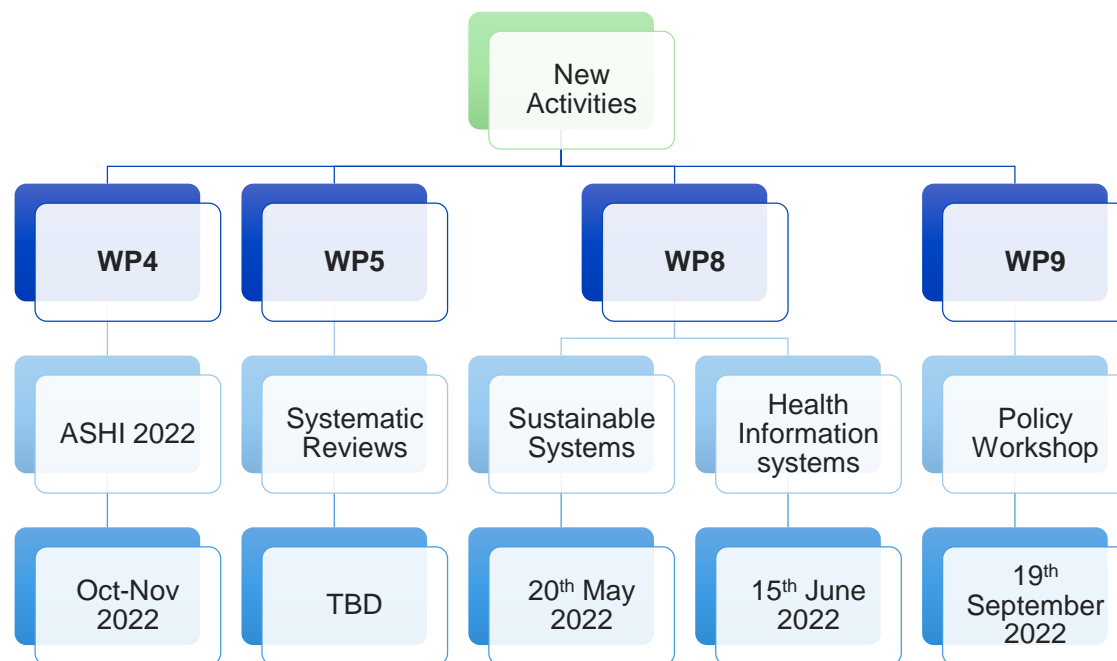 New
Activities
WP4
WP5
WP8
WP9
ASHI 2022
Systematic
Reviews
Sustainable
Systems
Health
Information
systems
Policy
Workshop
Oct-Nov
2022
TBD
20th May
2022
15th June
2022
19th
September
2022